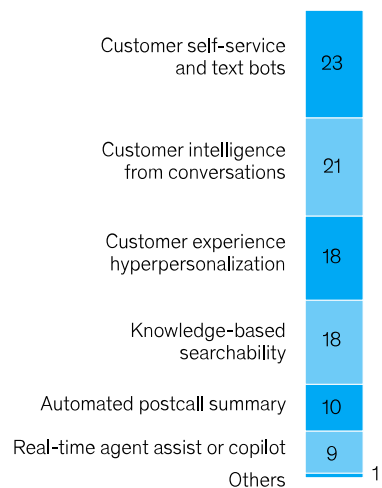 Customer self-service
and text bots
23
Customer intelligence
from conversations
21
Customer experience
hyperpersonalization
18
Knowledge-based
searchability
18
Automated postcall summary
10
Real-time agent assist or copilot
9
Others
1